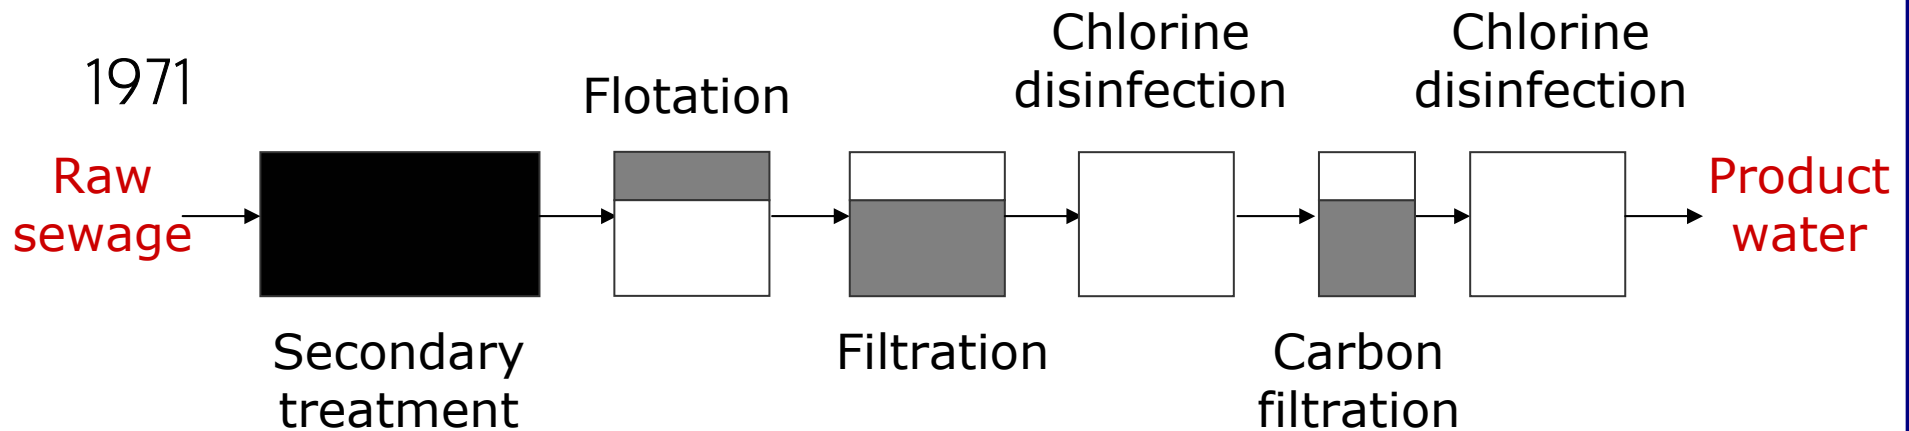 1971
Raw
sewage
Secondary
treatment
Flotation
Filtration
Chlorine
disinfection
Carbon
filtration
Chlorine
disinfection
Product
water